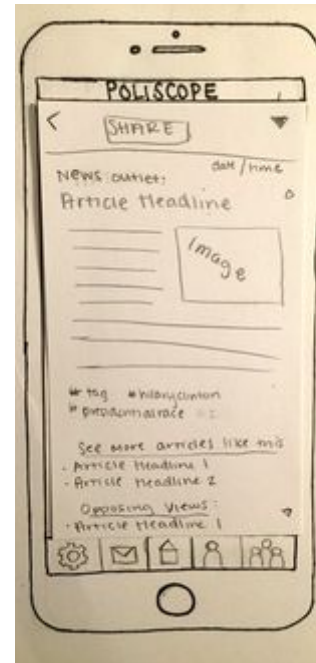 POLISCOPE
SHARE
News outlet:
date/time
Article Headline
Image
# tag #hilaryclinton
# presidentialrace
See more articles like this
- Article Headline 1
- Article Headline 2
Opposing Views:
- Article Headline 1